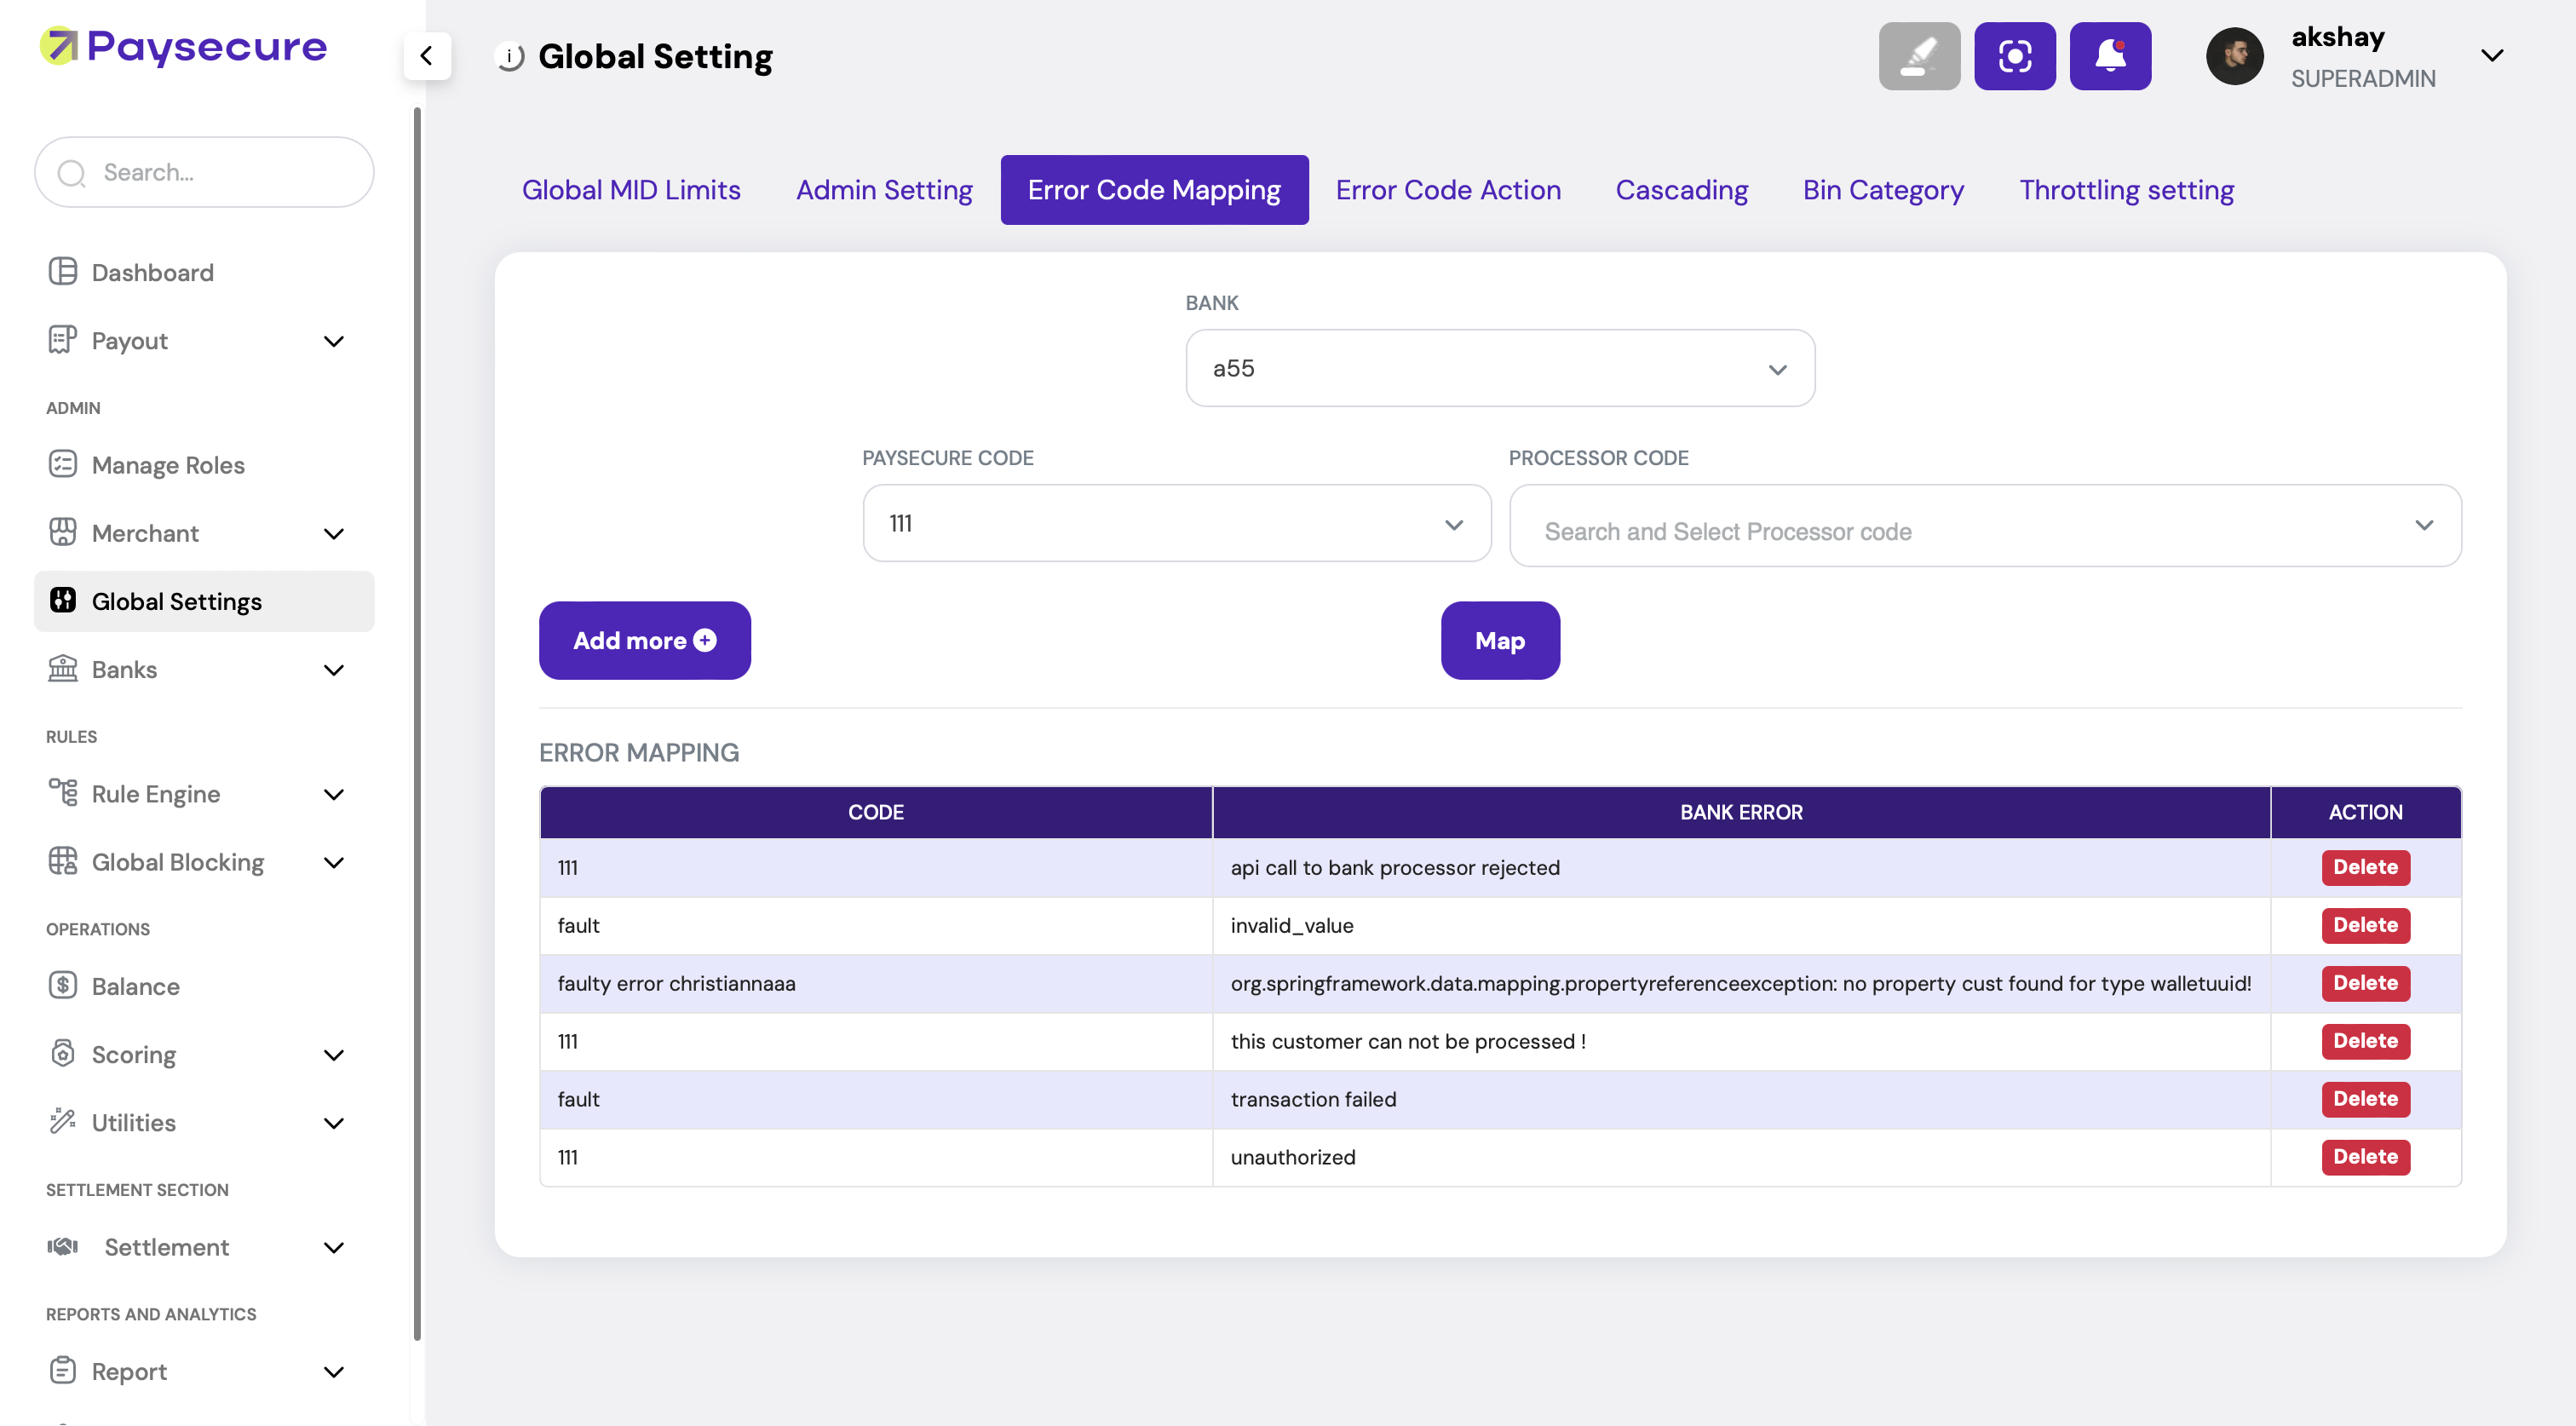 Paysecure
Search...
Dashboard
Payout
ADMIN
Manage Roles
Merchant
Global Settings
Banks
RULES
Rule Engine
Global Blocking
OPERATIONS
Balance
Scoring
Utilities
SETTLEMENT SECTION
Settlement
REPORTS AND ANALYTICS
Report
i Global Setting
akshay
SUPERADMIN
Global MID Limits Admin Setting Error Code Mapping Error Code Action Cascading Bin Category Throttling setting
BANK
a55
PAYSECURE CODE PROCESSOR CODE
111 Search and Select Processor code
Add more Map
ERROR MAPPING
CODE BANK ERROR ACTION
111 api call to bank processor rejected Delete
fault invalid_value Delete
faulty error christiannaaa org.springframework.data.mapping.propertyreferenceexception: no property cust found for type walletuuid! Delete
111 this customer can not be processed ! Delete
fault transaction failed Delete
111 unauthorized Delete